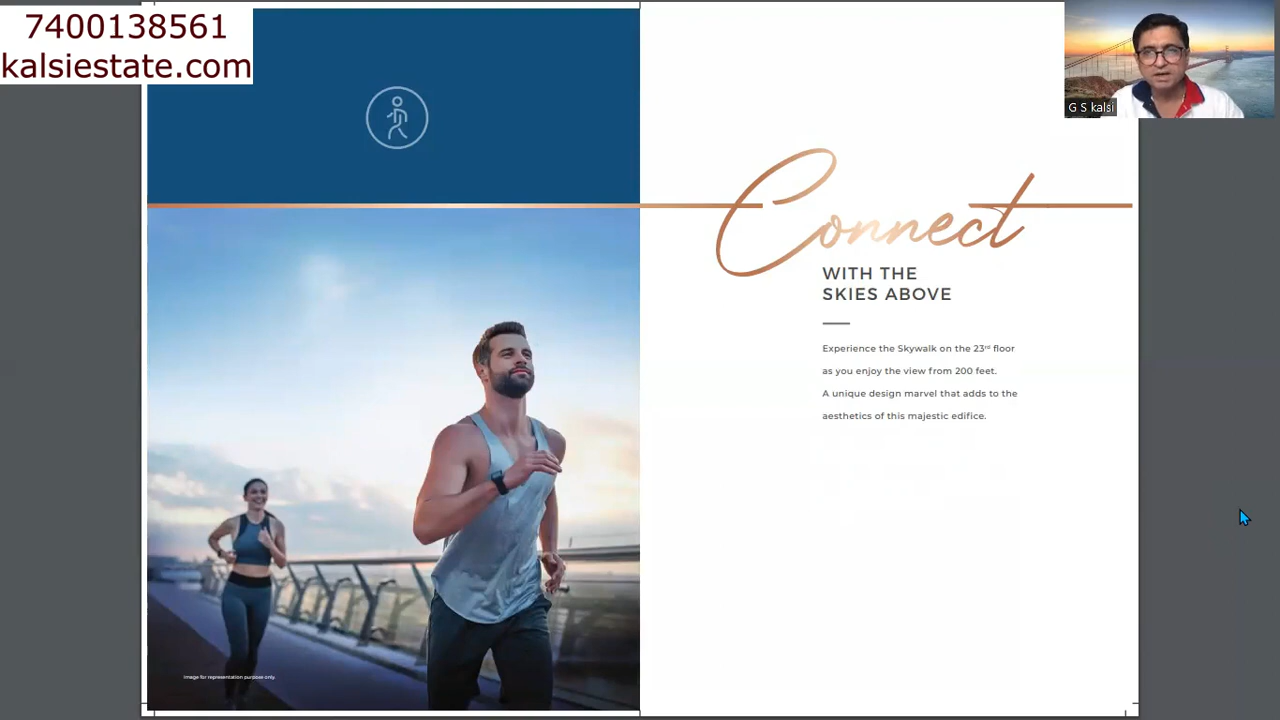 7400138561
kalsiestate.com
G S kalsi
Connect
WITH THE
SKIES ABOVE
Experience the Skywalk on the 23rd floor
as you enjoy the view from 200 feet.
A unique design marvel that adds to the
aesthetics of this majestic edifice.
Image for representation purpose only.